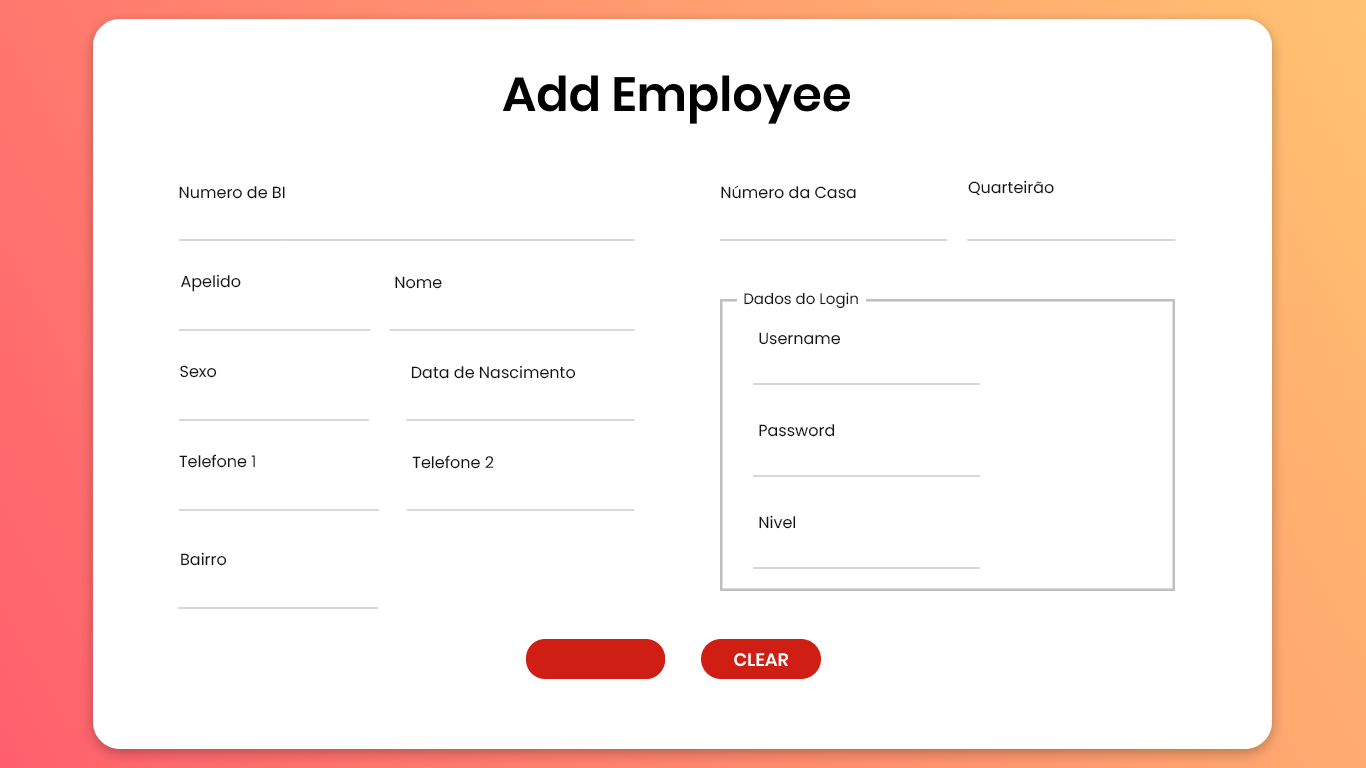 Add Employee
Numero de BI
Número da Casa
Quarteirão
Apelido
Nome
Dados do Login
Username
Sexo
Data de Nascimento
Password
Telefone 1
Telefone 2
Nivel
Bairro
CLEAR